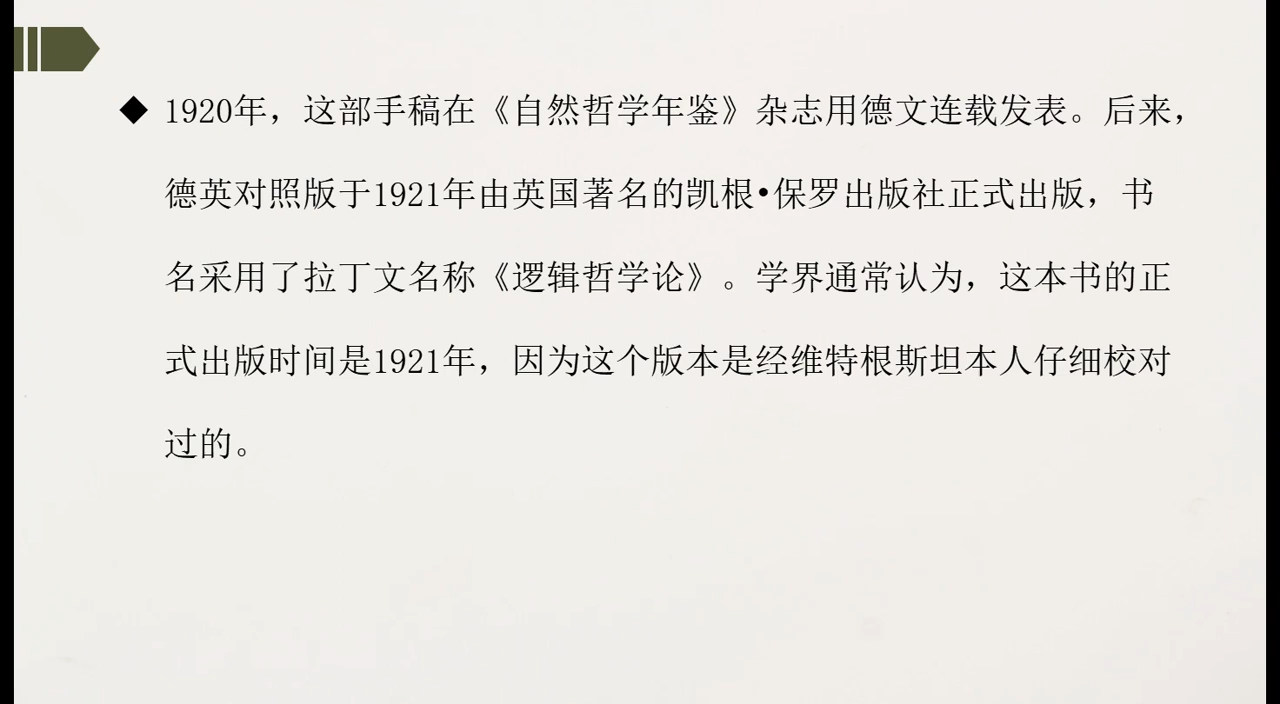 ◆ 1920年，这部手稿在《自然哲学年鉴》杂志用德文连载发表。后来，
德英对照版于1921年由英国著名的凯根•保罗出版社正式出版，书
名采用了拉丁文名称《逻辑哲学论》。学界通常认为，这本书的正
式出版时间是1921年，因为这个版本是经维特根斯坦本人仔细校对
过的。